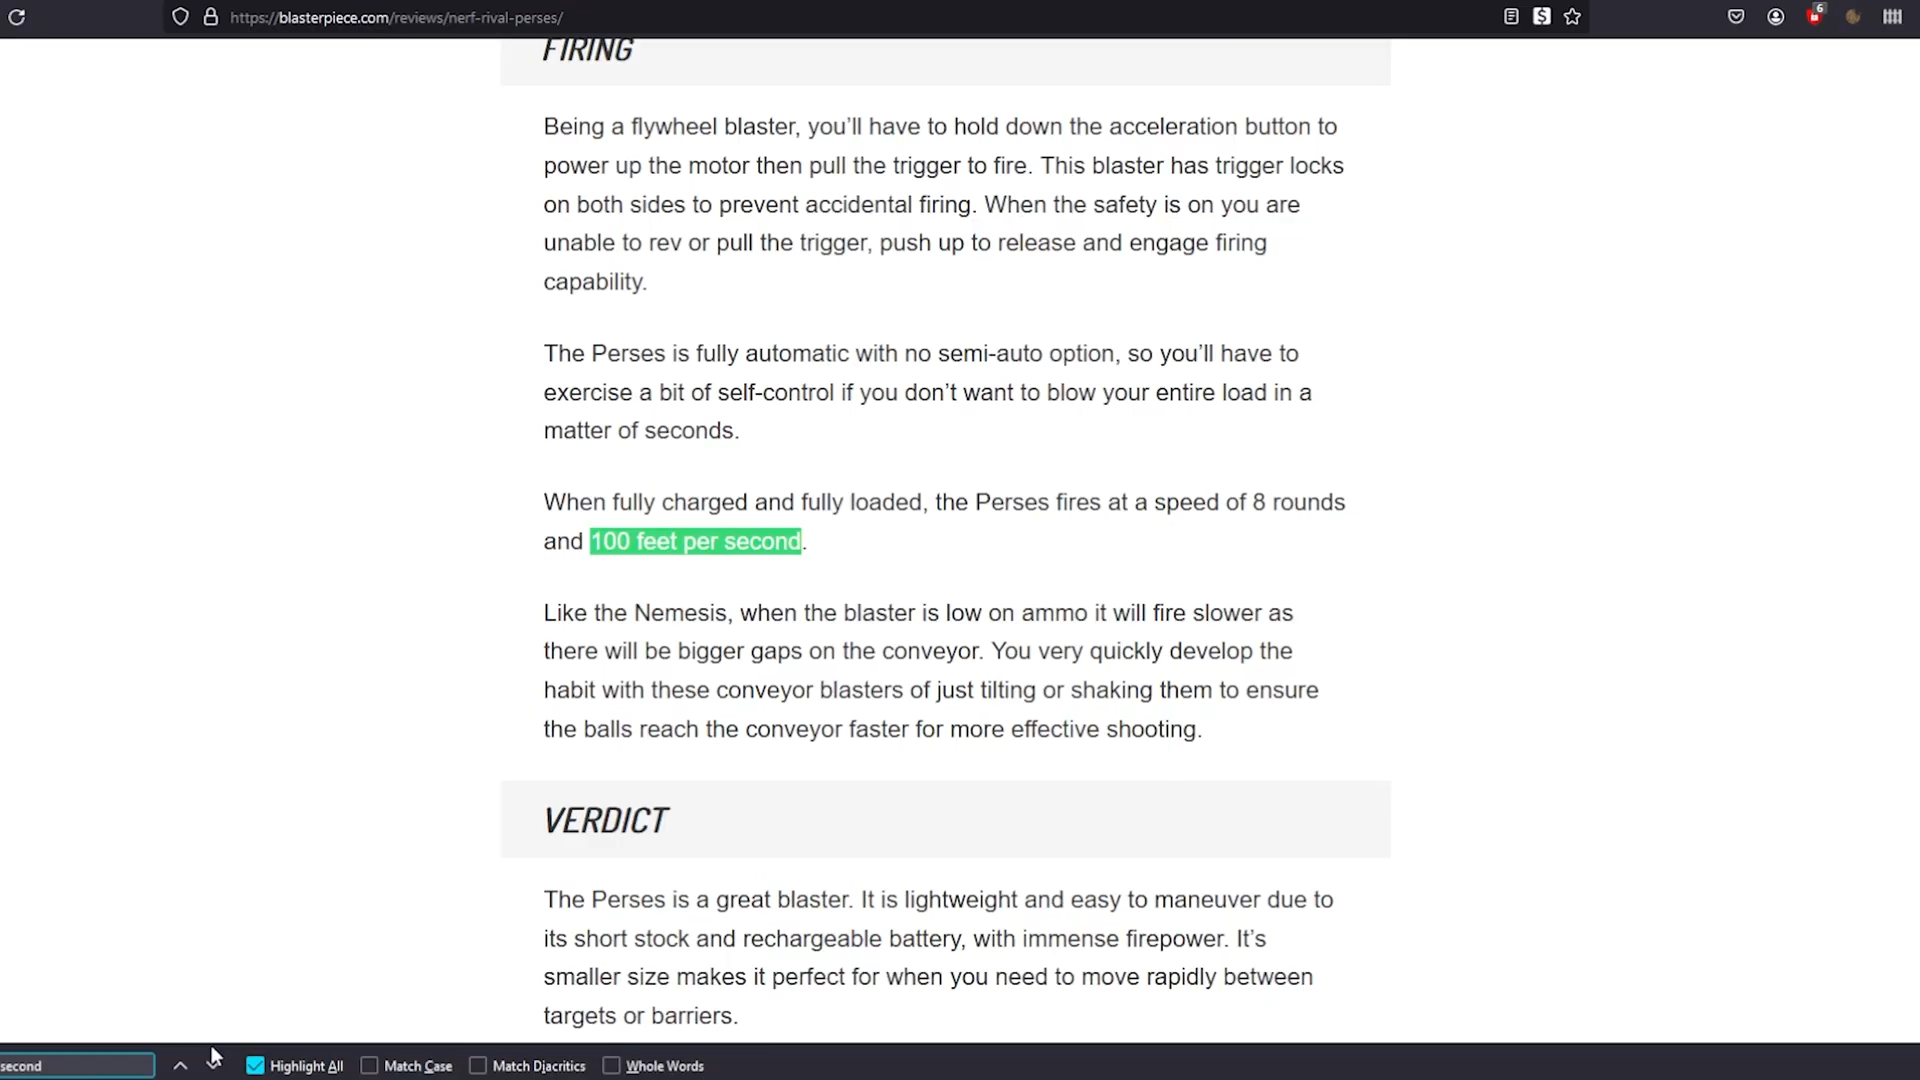 https://blasterpiece.com/reviews/nerf-rival-perses/
6
FIRING
Being a flywheel blaster, you’ll have to hold down the acceleration button to
power up the motor then pull the trigger to fire. This blaster has trigger locks
on both sides to prevent accidental firing. When the safety is on you are
unable to rev or pull the trigger, push up to release and engage firing
capability.
The Perses is fully automatic with no semi-auto option, so you’ll have to
exercise a bit of self-control if you don’t want to blow your entire load in a
matter of seconds.
When fully charged and fully loaded, the Perses fires at a speed of 8 rounds
and 100 feet per second.
Like the Nemesis, when the blaster is low on ammo it will fire slower as
there will be bigger gaps on the conveyor. You very quickly develop the
habit with these conveyor blasters of just tilting or shaking them to ensure
the balls reach the conveyor faster for more effective shooting.
VERDICT
The Perses is a great blaster. It is lightweight and easy to maneuver due to
its short stock and rechargeable battery, with immense firepower. It’s
smaller size makes it perfect for when you need to move rapidly between
targets or barriers.
second Highlight All Match Case Match Diacritics Whole Words